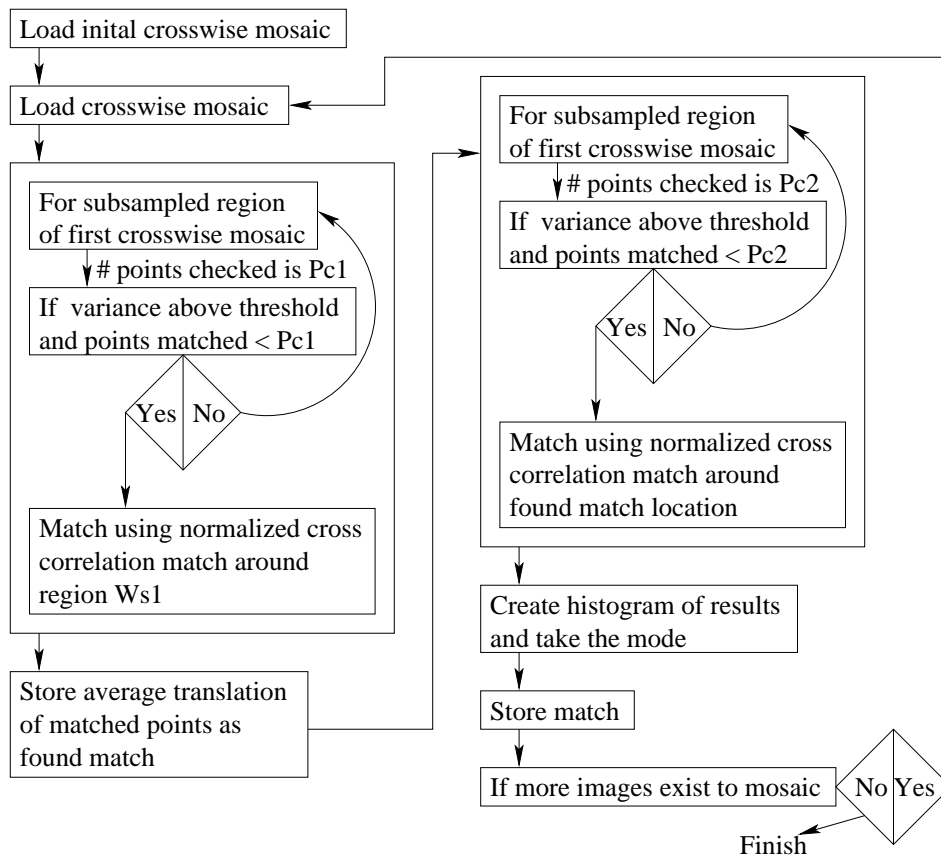 Load inital crosswise mosaic
Load crosswise mosaic
For subsampled region
of first crosswise mosaic
# points checked is Pc1
If  variance above threshold
and points matched < Pc1
Yes
No
Match using normalized cross
correlation match around
region Ws1
Store average translation
of matched points as
found match
For subsampled region
of first crosswise mosaic
# points checked is Pc2
If  variance above threshold
and points matched < Pc2
Yes
No
Match using normalized cross
correlation match around
found match location
Create histogram of results
and take the mode
Store match
If more images exist to mosaic
No
Yes
Finish